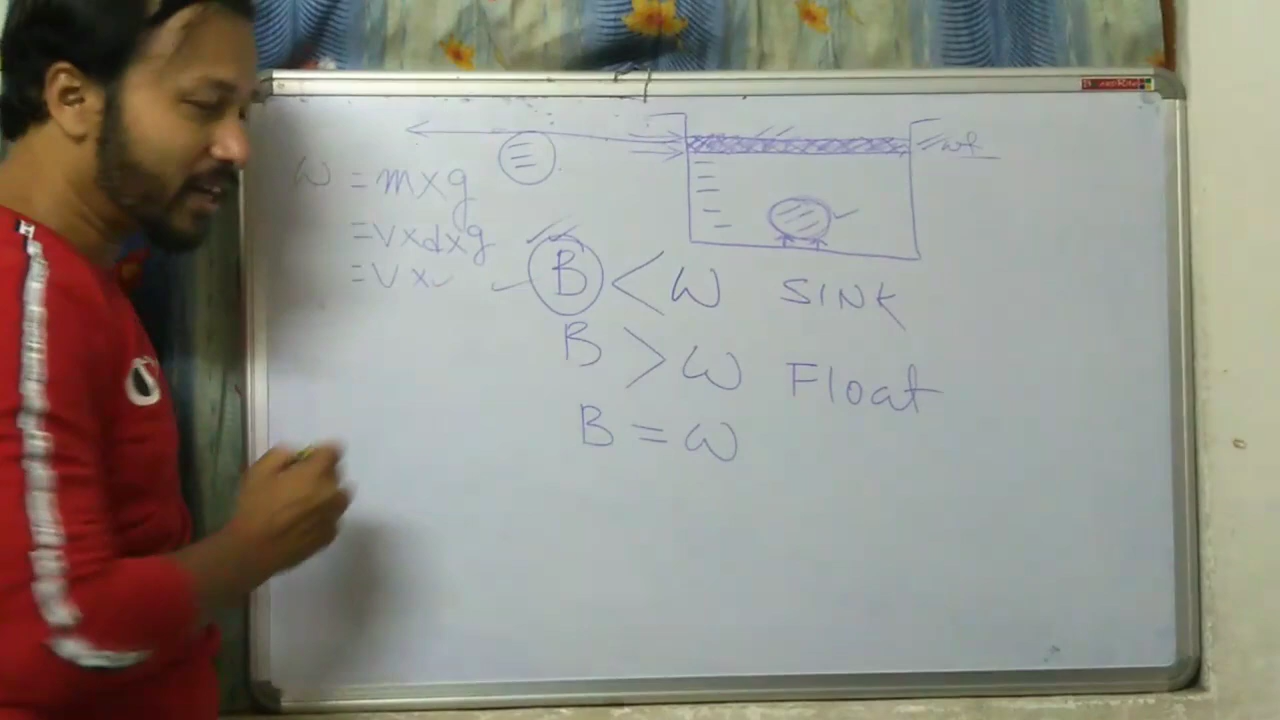 W = m×g
= V×d×g
= V×
B < W SINK
B > W Float
B = W